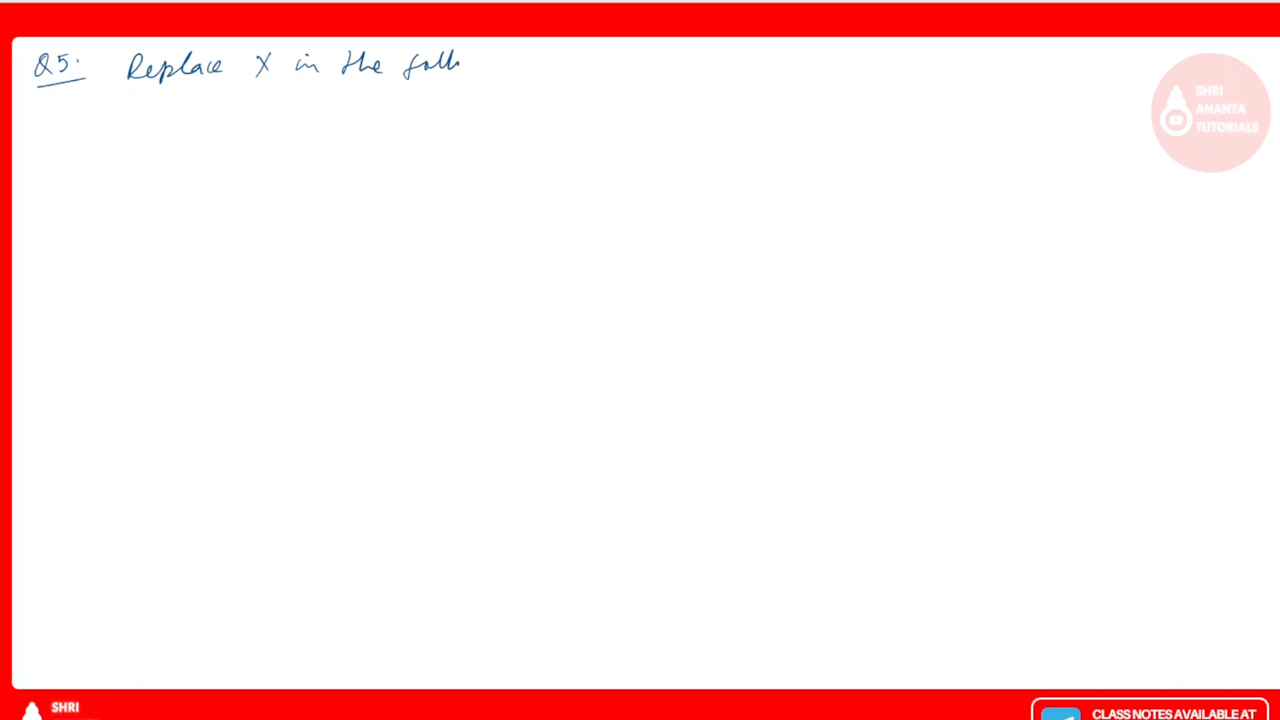 Q5. Replace X in the foll
SHRI
ANANTA
TUTORIALS
SHRI
CLASS NOTES AVAILABLE AT